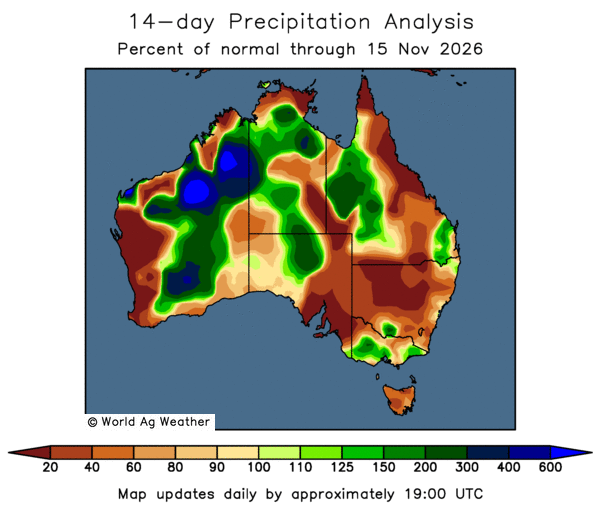 14-day Precipitation Analysis
Percent of normal through 15 Nov 2026
© World Ag Weather
20 40 60 80 90 100 110 125 150 200 300 400 600
Map updates daily by approximately 19:00 UTC